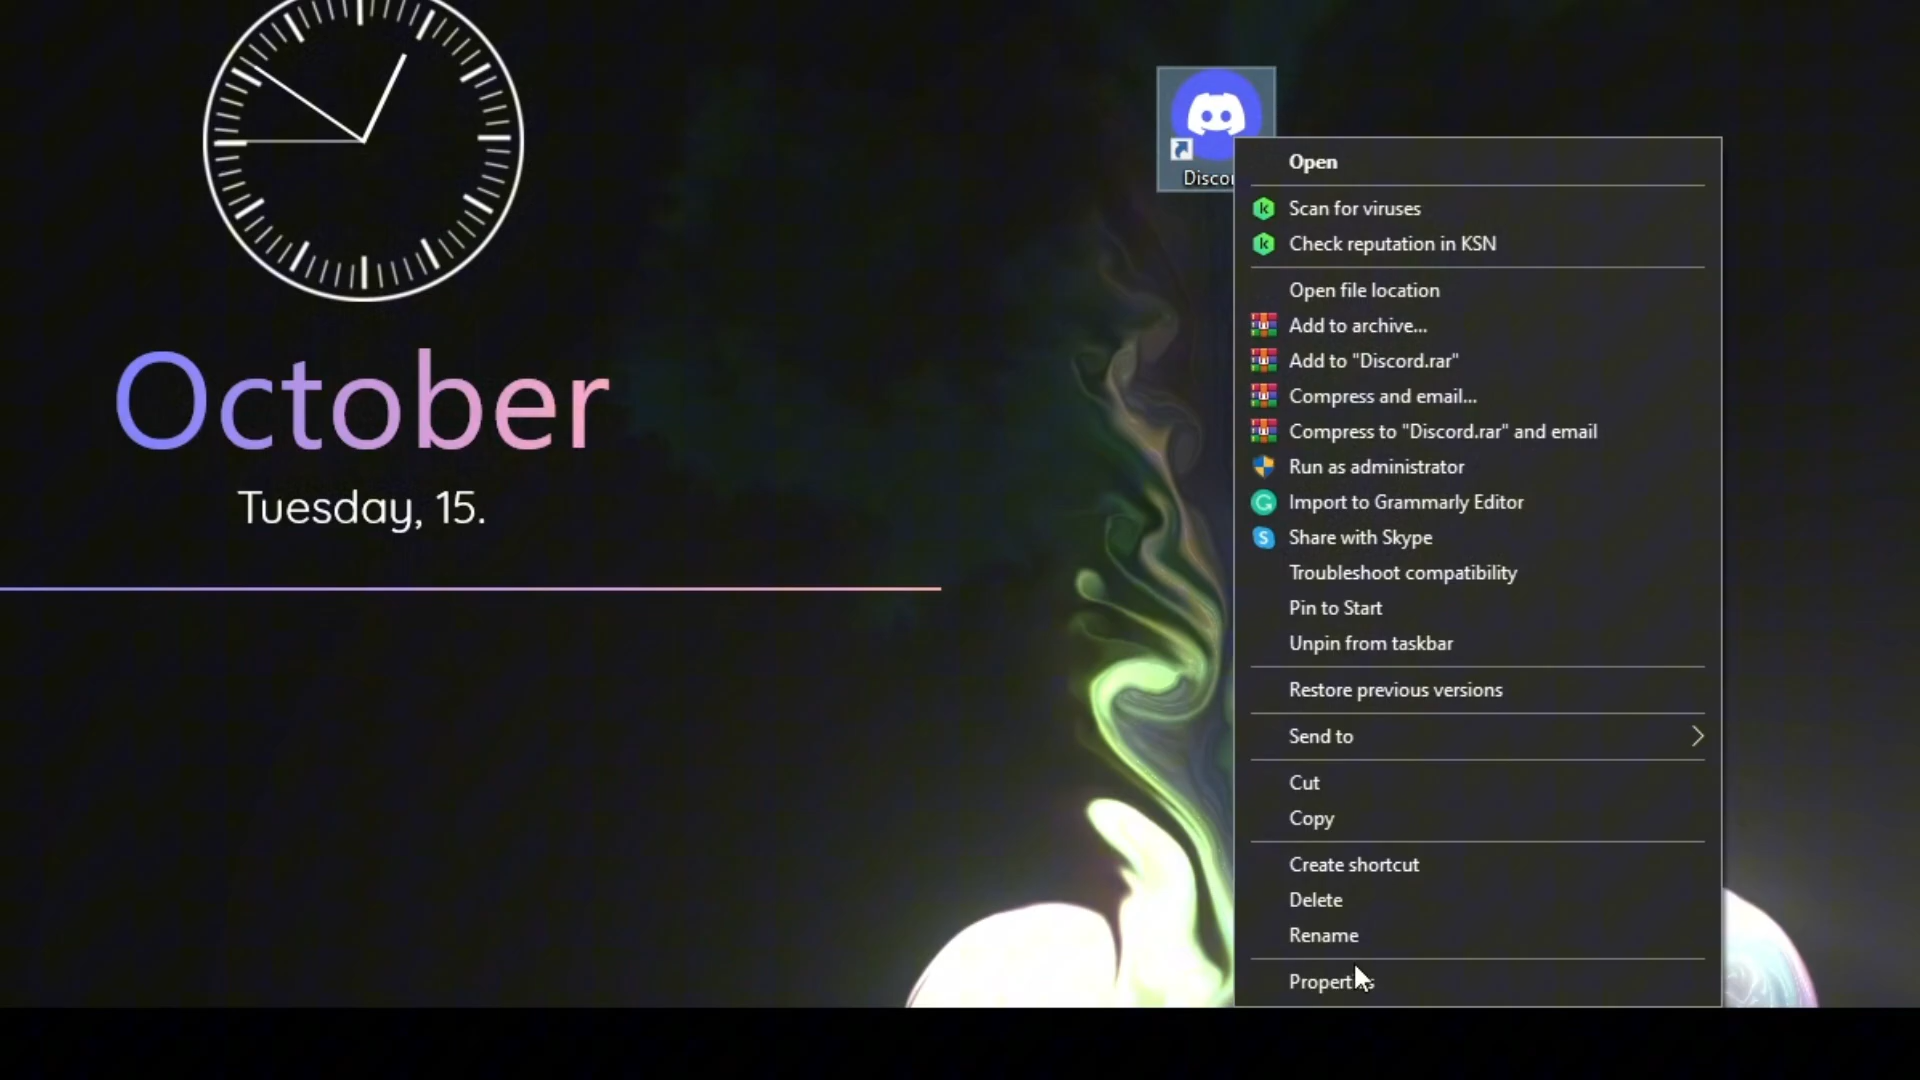 October
Tuesday, 15.
Open
Scan for viruses
Check reputation in KSN
Open file location
Add to archive...
Add to "Discord.rar"
Compress and email...
Compress to "Discord.rar" and email
Run as administrator
Import to Grammarly Editor
Share with Skype
Troubleshoot compatibility
Pin to Start
Unpin from taskbar
Restore previous versions
Send to
Cut
Copy
Create shortcut
Delete
Rename
Properties